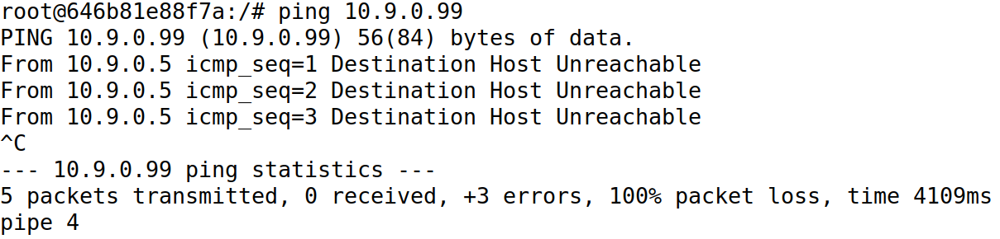 root@646b81e88f7a:/# ping 10.9.0.99
PING 10.9.0.99 (10.9.0.99) 56(84) bytes of data.
From 10.9.0.5 icmp_seq=1 Destination Host Unreachable
From 10.9.0.5 icmp_seq=2 Destination Host Unreachable
From 10.9.0.5 icmp_seq=3 Destination Host Unreachable
^C
--- 10.9.0.99 ping statistics ---
5 packets transmitted, 0 received, +3 errors, 100% packet loss, time 4109ms
pipe 4